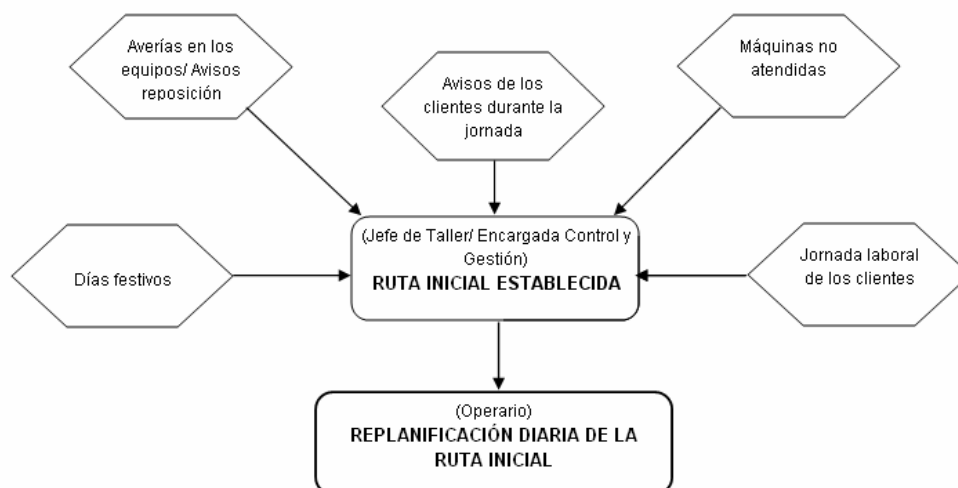 Averías en los
equipos/ Avisos
reposición
Avisos de los
clientes durante la
jornada
Máquinas no
atendidas
Días festivos
(Jefe de Taller/ Encargada Control y
Gestión)
RUTA INICIAL ESTABLECIDA
Jornada laboral
de los clientes
(Operario)
REPLANIFICACIÓN DIARIA DE LA
RUTA INICIAL